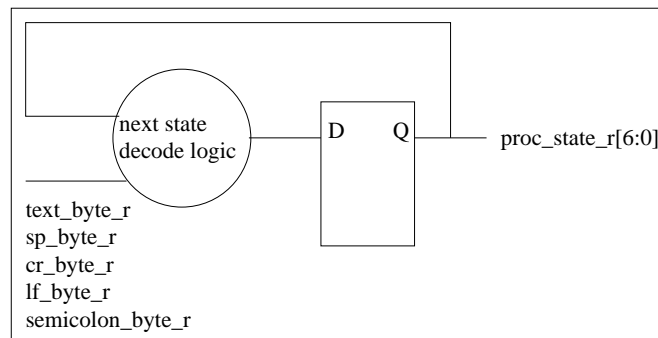 next state
decode logic
D
Q
proc_state_r[6:0]
text_byte_r
sp_byte_r
cr_byte_r
lf_byte_r
semicolon_byte_r